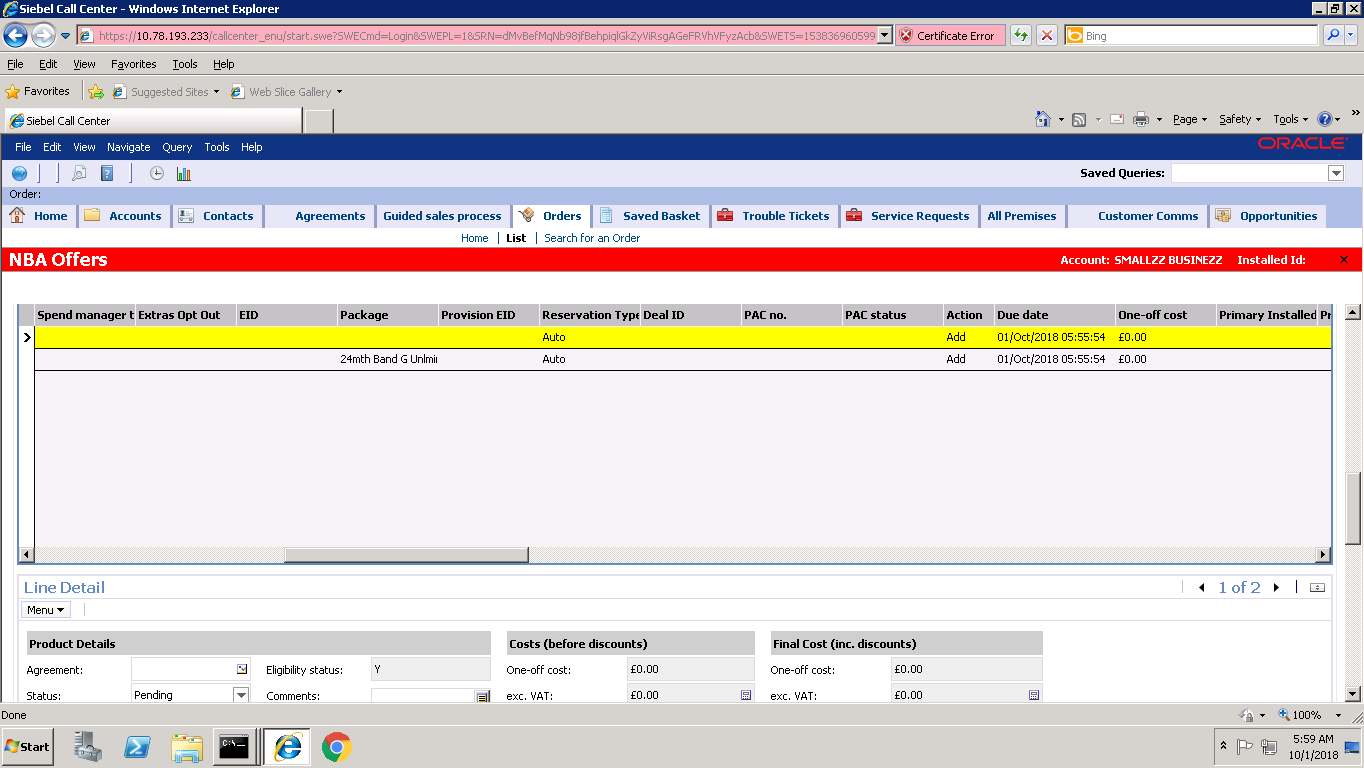 Siebel Call Center - Windows Internet Explorer
https://10.78.193.233/callcenter_enu/start.swe?SWECmd=Login&SWEPL=1&SRN=dMvBefMqNb98jfBehpiqlGkZyViRsgAGeFRVhVFyzAcb&SWETS=153836960599 Certificate Error Bing
File Edit View Favorites Tools Help
Favorites Suggested Sites Web Slice Gallery
Siebel Call Center Page Safety Tools
File Edit View Navigate Query Tools Help ORACLE
Saved Queries:
Order:
Home Accounts Contacts Agreements Guided sales process Orders Saved Basket Trouble Tickets Service Requests All Premises Customer Comms Opportunities
Home List Search for an Order
NBA Offers Account: SMALLZZ BUSINEZZ Installed Id:
Spend manager t Extras Opt Out EID Package Provision EID Reservation Type Deal ID PAC no. PAC status Action Due date One-off cost Primary Installed Pr
Auto Add 01/Oct/2018 05:55:54 £0.00
24mth Band G Unlmi Auto Add 01/Oct/2018 05:55:54 £0.00
Line Detail 1 of 2
Menu
Product Details Costs (before discounts) Final Cost (inc. discounts)
Agreement: Eligibility status: Y One-off cost: £0.00 One-off cost: £0.00
Status: Pending Comments: exc. VAT: £0.00 exc. VAT: £0.00
Done 100%
Start C:\ 5:59 AM
10/1/2018